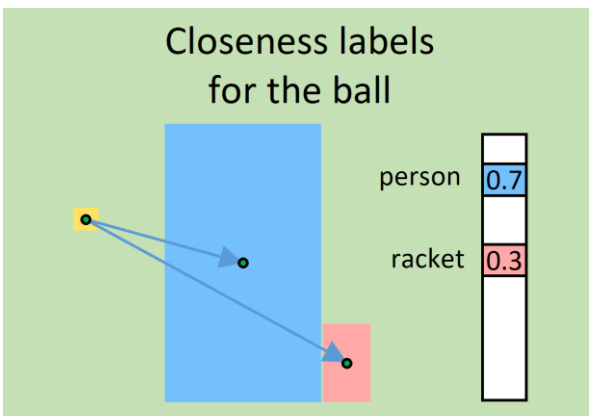 Closeness labels
for the ball
person 0.7
racket 0.3